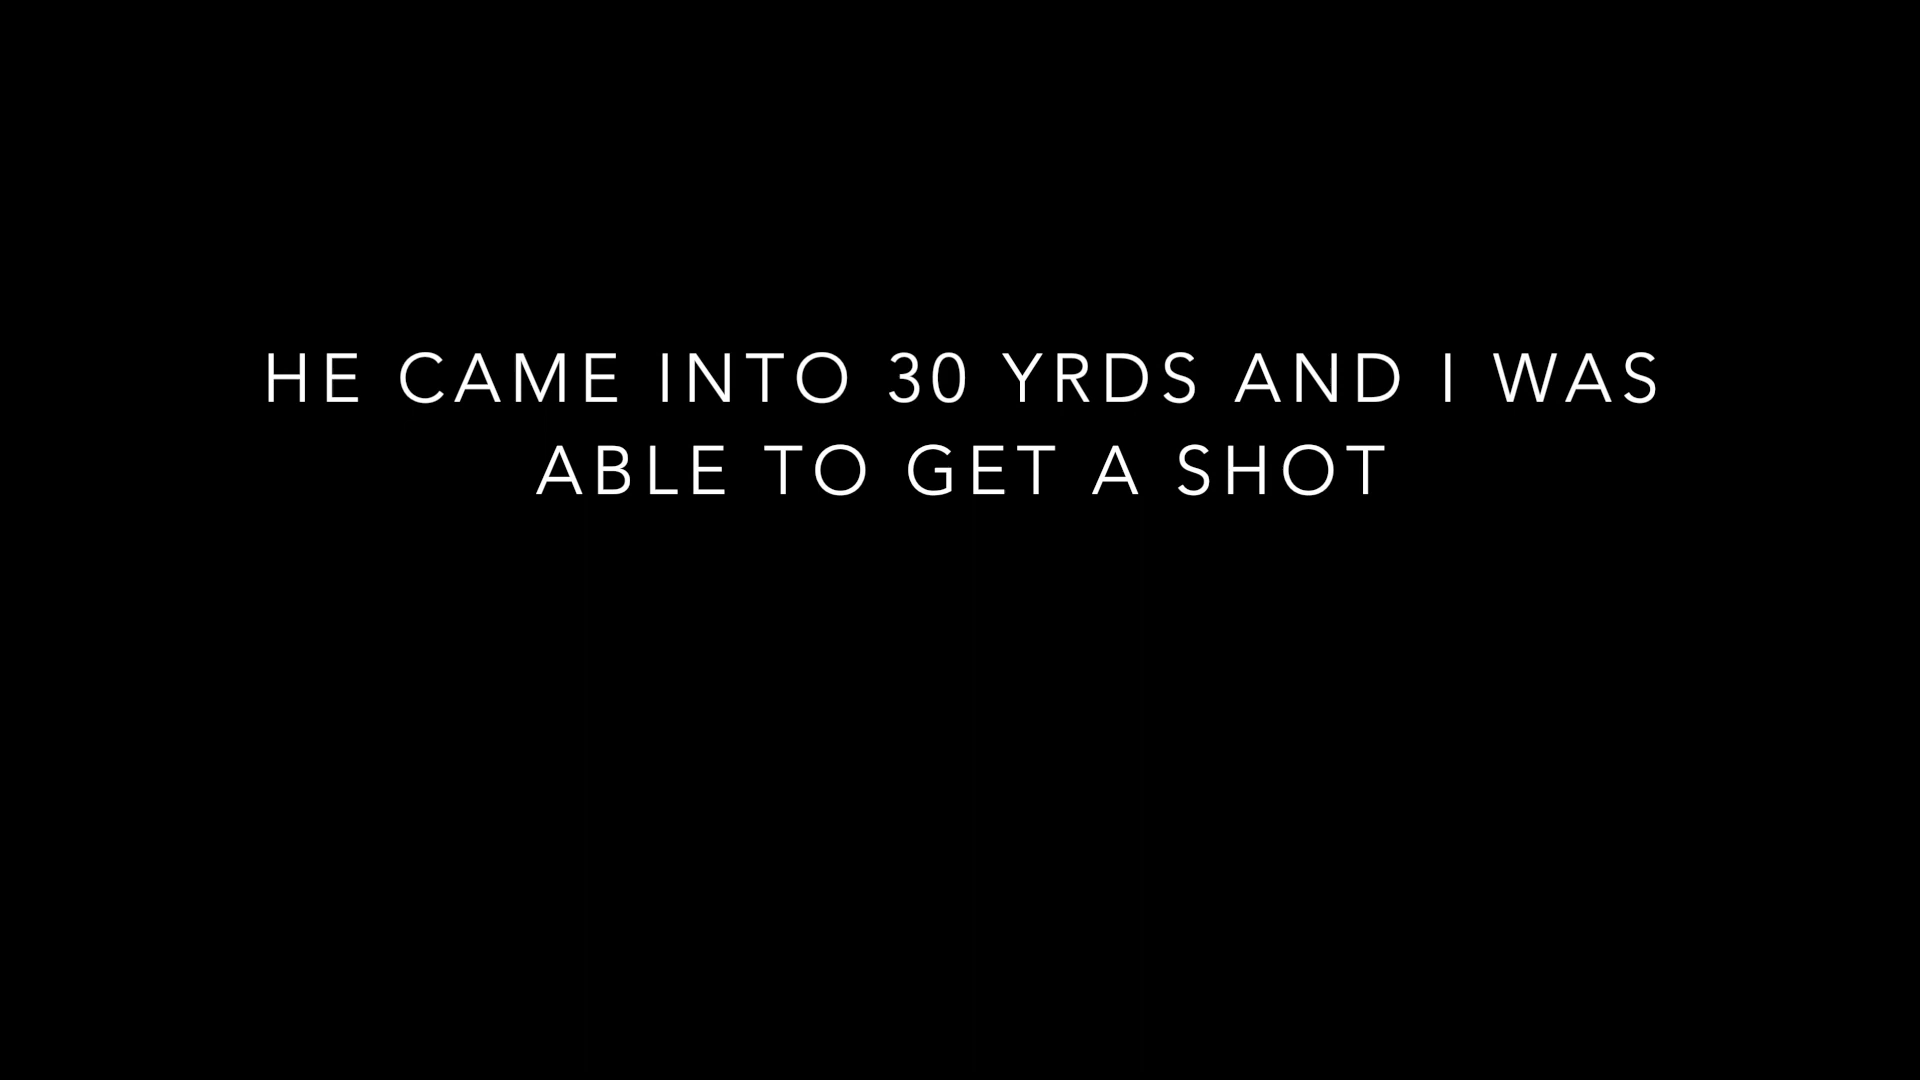 HE CAME INTO 30 YRDS AND I WAS
ABLE TO GET A SHOT